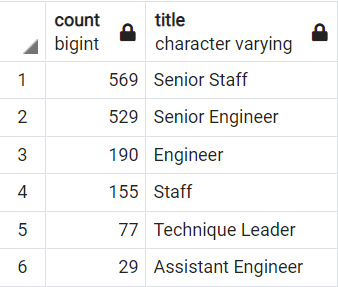 count title
bigint character varying
1 569 Senior Staff
2 529 Senior Engineer
3 190 Engineer
4 155 Staff
5 77 Technique Leader
6 29 Assistant Engineer